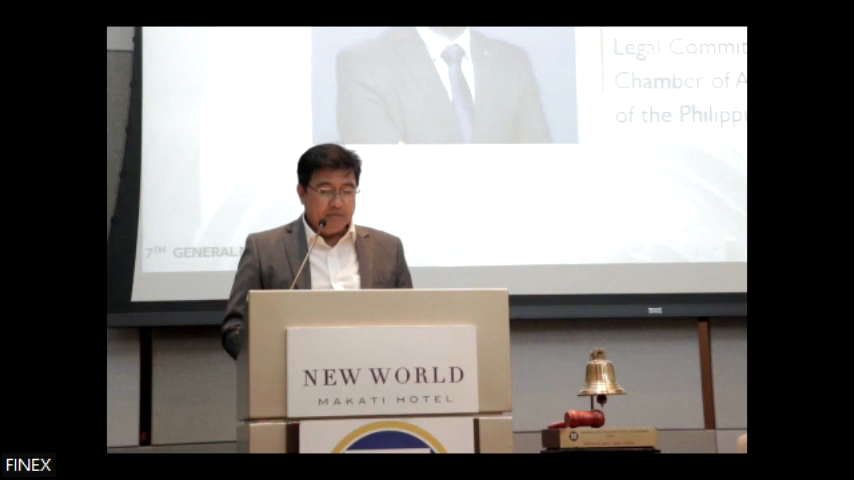 Legal Commit
Chamber of A
of the Philipp
7TH GENERAL
NEW WORLD
MAKATI HOTEL
FINEX